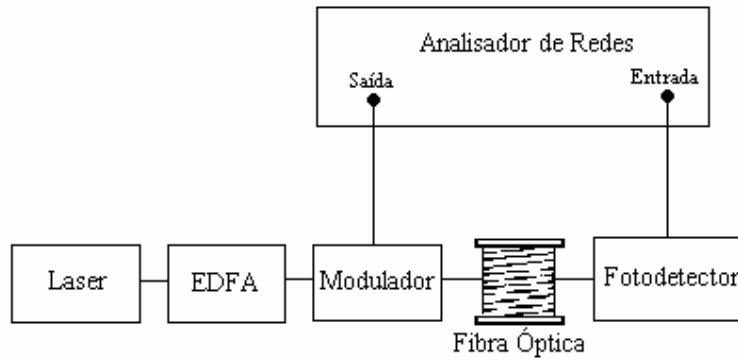 Analisador de Redes
Saída
Entrada
Laser
EDFA
Modulador
Fotodetector
Fibra Óptica